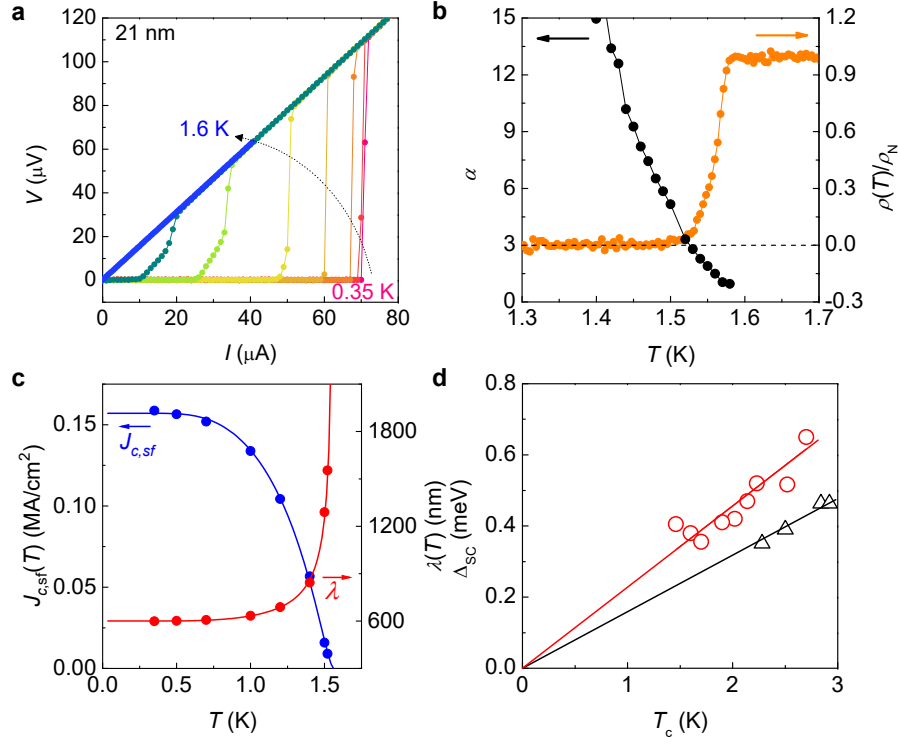 a
21 nm
1.6 K
0.35 K
120
100
80
60
40
20
0
V (μV)
0 20 40 60 80
I (μA)
b
15
12
9
6
3
0
α
1.2
0.9
0.6
0.3
0.0
-0.3
ρ(T)/ρN
1.3 1.4 1.5 1.6 1.7
T (K)
c
0.15
0.10
0.05
0.00
Jc,sf(T) (MA/cm²)
Jc,sf
λ
1800
1200
600
λ(T) (nm)
0.0 0.5 1.0 1.5
T (K)
d
0.8
0.6
0.4
0.2
0.0
ΔSC (meV)
0 1 2 3
Tc (K)